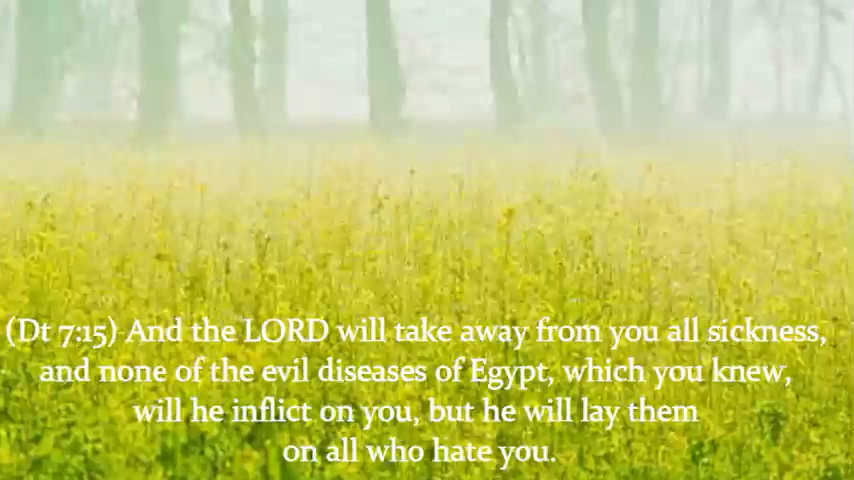 (Dt 7:15) And the LORD will take away from you all sickness,
and none of the evil diseases of Egypt, which you knew,
will he inflict on you, but he will lay them
on all who hate you.